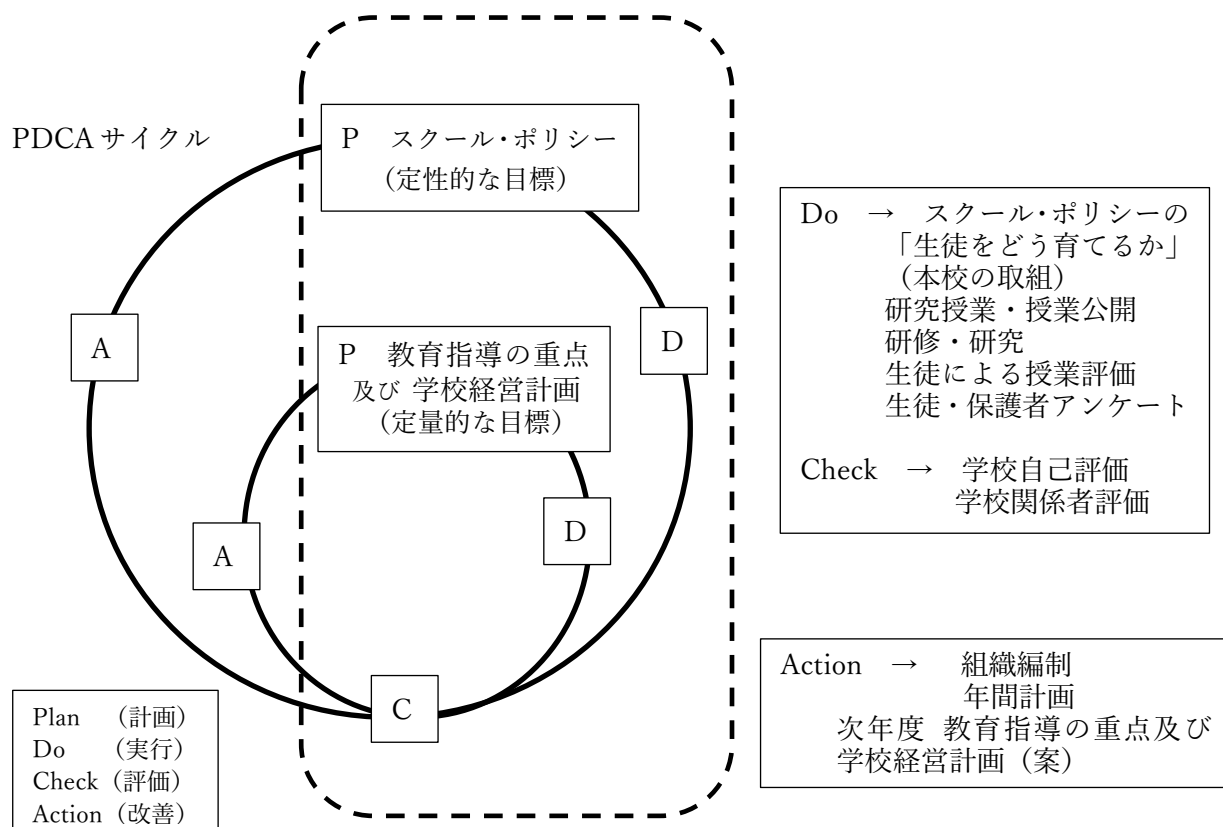 PDCAサイクル
P スクール・ポリシー
（定性的な目標）
A
D
P 教育指導の重点
及び 学校経営計画
（定量的な目標）
A
D
C
Plan （計画）
Do （実行）
Check（評価）
Action（改善）
Do → スクール・ポリシーの
「生徒をどう育てるか」
（本校の取組）
研究授業・授業公開
研修・研究
生徒による授業評価
生徒・保護者アンケート
Check → 学校自己評価
学校関係者評価
Action → 組織編制
年間計画
次年度 教育指導の重点及び
学校経営計画（案）